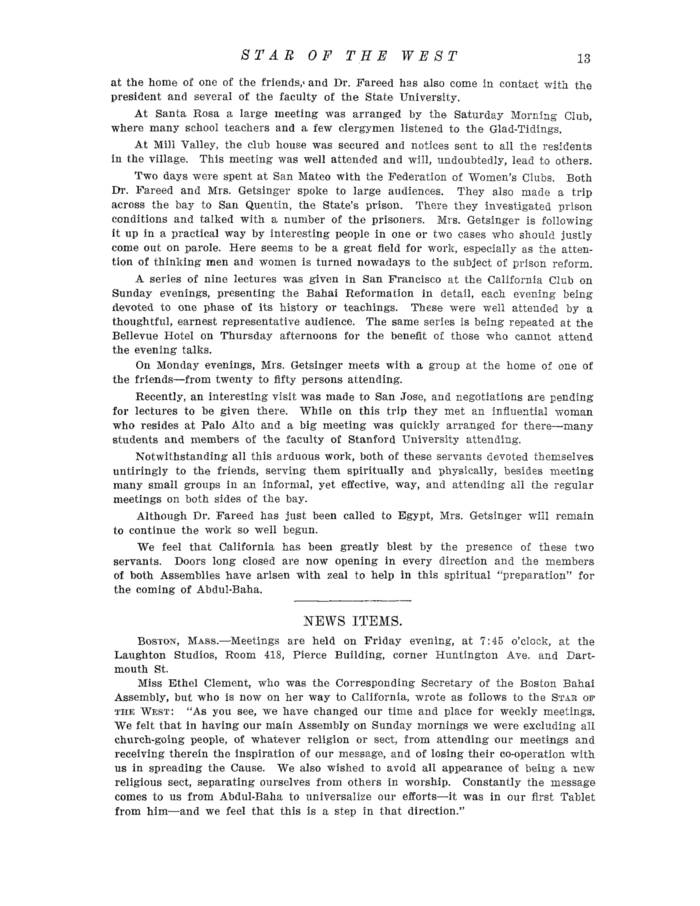 STAR OF THE WEST 13
at the home of one of the friends, and Dr. Fareed has also come in contact with the
president and several of the faculty of the State University.
At Santa Rosa a large meeting was arranged by the Saturday Morning Club,
where many school teachers and a few clergymen listened to the Glad-Tidings.
At Mill Valley, the club house was secured and notices sent to all the residents
in the village. This meeting was well attended and will, undoubtedly, lead to others.
Two days were spent at San Mateo with the Federation of Women's Clubs. Both
Dr. Fareed and Mrs. Getsinger spoke to large audiences. They also made a trip
across the bay to San Quentin, the State's prison. There they investigated prison
conditions and talked with a number of the prisoners. Mrs. Getsinger is following
it up in a practical way by interesting people in one or two cases who should justly
come out on parole. Here seems to be a great field for work, especially as the atten-
tion of thinking men and women is turned nowadays to the subject of prison reform.
A series of nine lectures was given in San Francisco at the California Club on
Sunday evenings, presenting the Bahai Reformation in detail, each evening being
devoted to one phase of its history or teachings. These were well attended by a
thoughtful, earnest representative audience. The same series is being repeated at the
Bellevue Hotel on Thursday afternoons for the benefit of those who cannot attend
the evening talks.
On Monday evenings, Mrs. Getsinger meets with a group at the home of one of
the friends—from twenty to fifty persons attending.
Recently, an interesting visit was made to San Jose, and negotiations are pending
for lectures to be given there. While on this trip they met an influential woman
who resides at Palo Alto and a big meeting was quickly arranged for there—many
students and members of the faculty of Stanford University attending.
Notwithstanding all this arduous work, both of these servants devoted themselves
untiringly to the friends, serving them spiritually and physically, besides meeting
many small groups in an informal, yet effective, way, and attending all the regular
meetings on both sides of the bay.
Although Dr. Fareed has just been called to Egypt, Mrs. Getsinger will remain
to continue the work so well begun.
We feel that California has been greatly blest by the presence of these two
servants. Doors long closed are now opening in every direction and the members
of both Assemblies have arisen with zeal to help in this spiritual "preparation" for
the coming of Abdul-Baha.
NEWS ITEMS.
BOSTON, MASS.—Meetings are held on Friday evening, at 7:45 o'clock, at the
Laughton Studios, Room 418, Pierce Building, corner Huntington Ave. and Dart-
mouth St.
Miss Ethel Clement, who was the Corresponding Secretary of the Boston Bahai
Assembly, but who is now on her way to California, wrote as follows to the STAR OF
THE WEST: "As you see, we have changed our time and place for weekly meetings.
We felt that in having our main Assembly on Sunday mornings we were excluding all
church-going people, of whatever religion or sect, from attending our meetings and
receiving therein the inspiration of our message, and of losing their co-operation with
us in spreading the Cause. We also wished to avoid all appearance of being a new
religious sect, separating ourselves from others in worship. Constantly the message
comes to us from Abdul-Baha to universalize our efforts—it was in our first Tablet
from him—and we feel that this is a step in that direction."